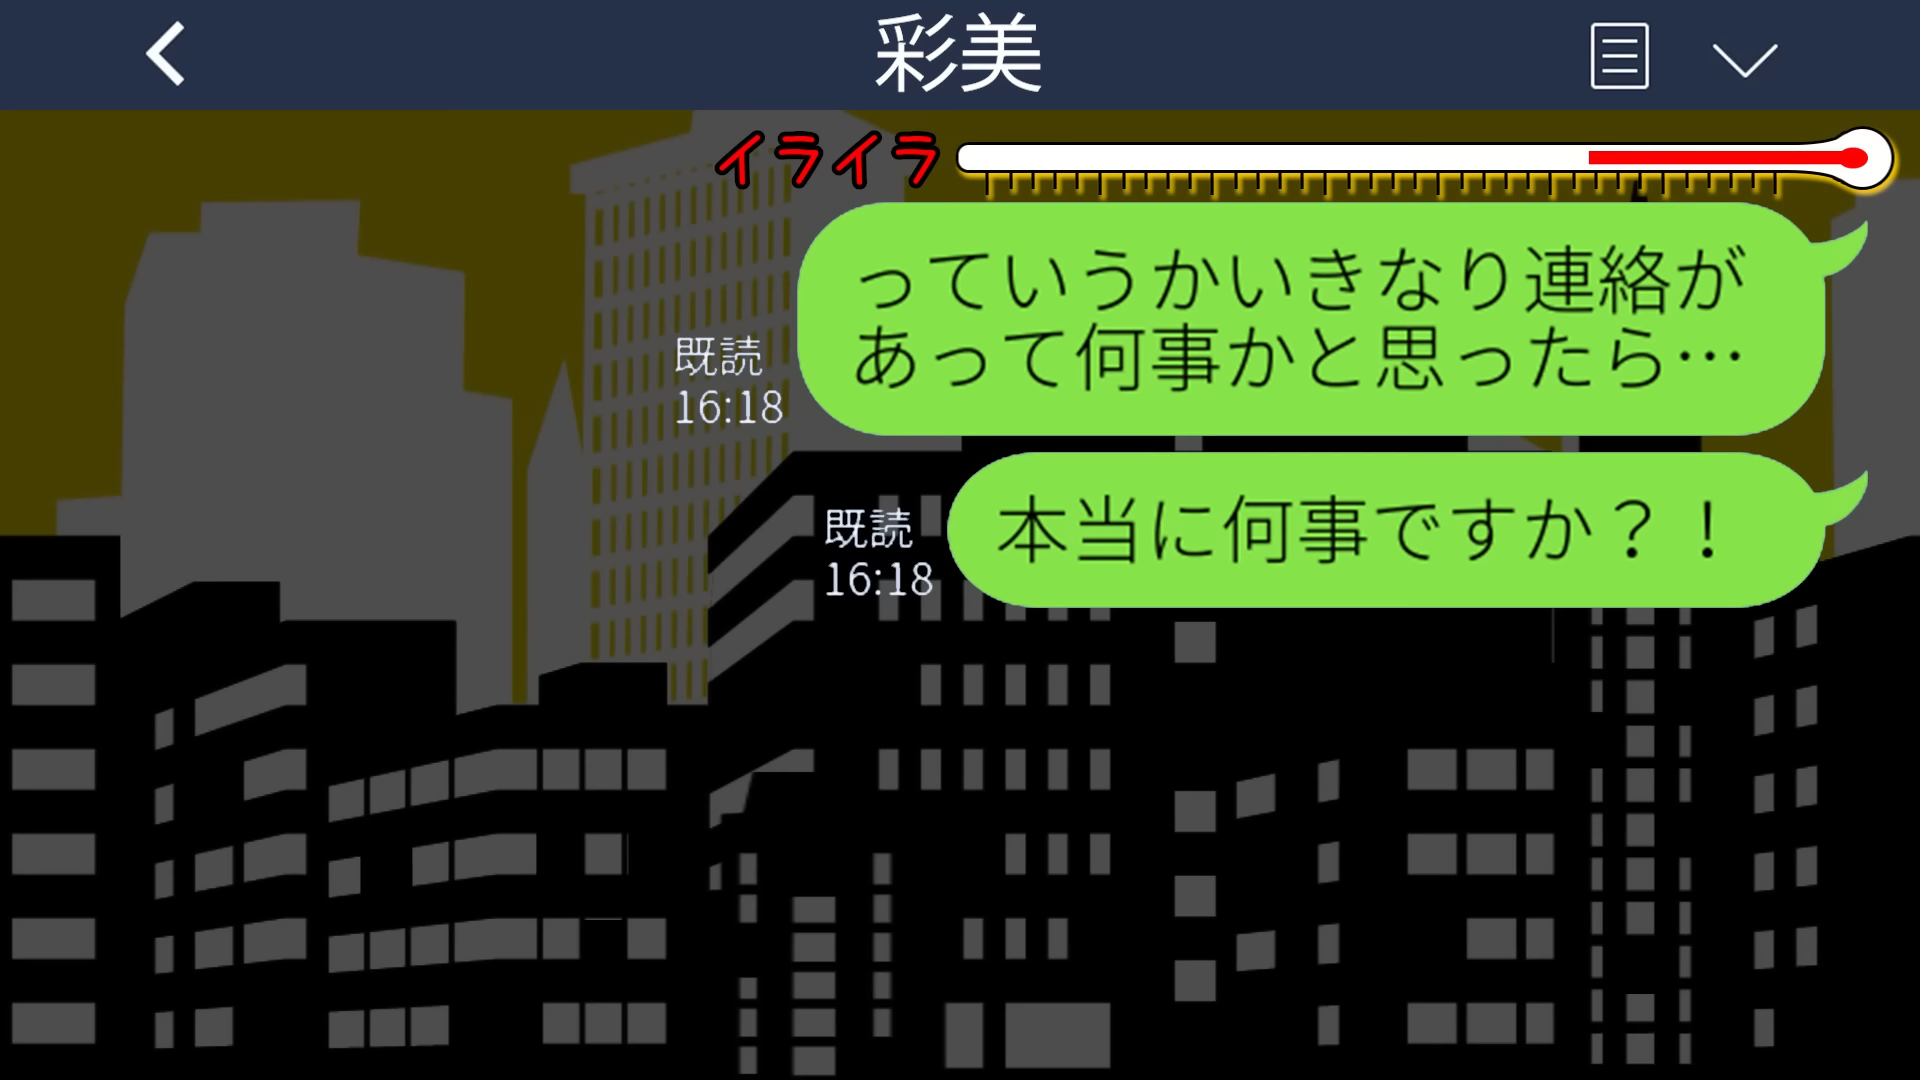 彩美
イライラ
っていうかいきなり連絡が
あって何事かと思ったら…
既読
16:18
本当に何事ですか？！
既読
16:18